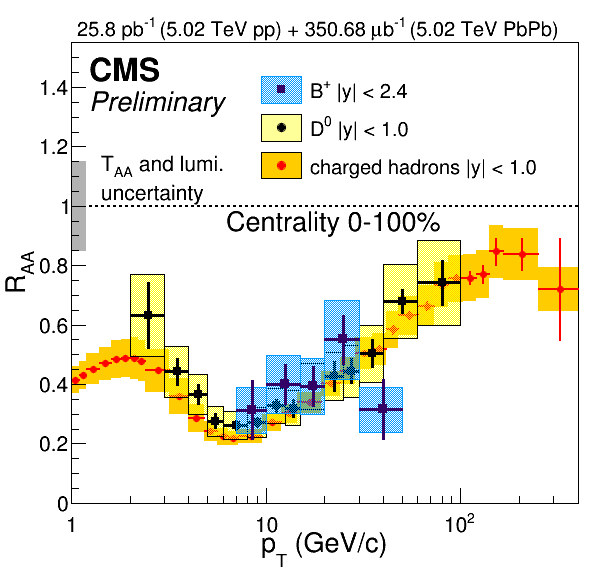 25.8 pb⁻¹ (5.02 TeV pp) + 350.68 μb⁻¹ (5.02 TeV PbPb)
CMS
Preliminary
B⁺ |y| < 2.4
D⁰ |y| < 1.0
charged hadrons |y| < 1.0
T_AA and lumi.
uncertainty
Centrality 0-100%
R_AA
1.4
1.2
1
0.8
0.6
0.4
0.2
0
1 10 10²
p_T (GeV/c)